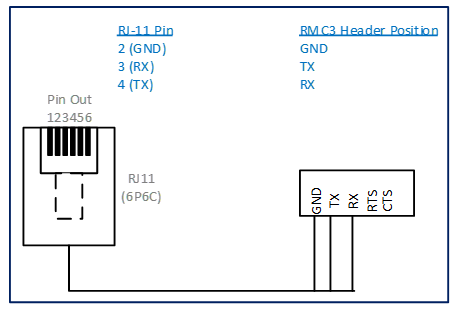 RJ-11 Pin RMC3 Header Position
2 (GND) GND
3 (RX) TX
4 (TX) RX
Pin Out
123456
RJ11
(6P6C)
GND TX RX RTS CTS